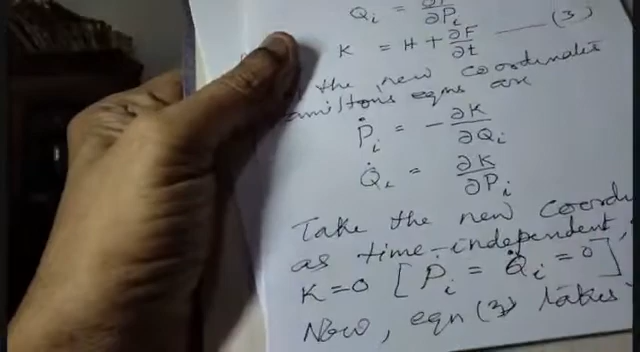 Qᵢ = ∂F/∂Pᵢ
K = H + ∂F/∂t —— (3)
the new coordinates
amiltons eqns are
Ṗᵢ = - ∂K/∂Qᵢ
Q̇ᵢ = ∂K/∂Pᵢ
Take the new coordi
as time-independent,
K=0 [Ṗᵢ = Q̇ᵢ = 0]
Now, eqn (3) takes